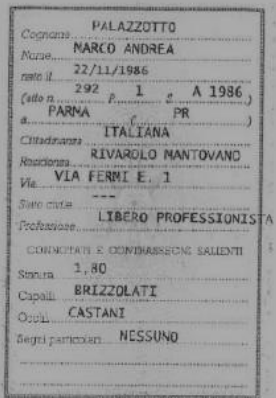 Cognome PALAZZOTTO
Nome MARCO ANDREA
nato il 22/11/1986
(atto n. 292 P. 1 S. A 1986.)
a PARMA ( PR )
Cittadinanza ITALIANA
Residenza RIVAROLO MANTOVANO
Via VIA FERMI E. 1
Stato civile ---
Professione LIBERO PROFESSIONISTA
CONNOTATI E CONTRASSEGNI SALIENTI
Statura 1,80
Capelli BRIZZOLATI
Occhi CASTANI
Segni particolari NESSUNO